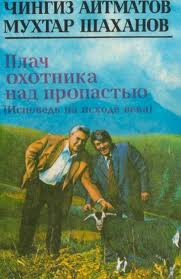 ЧИНГИЗ АЙТМАТОВ
МУХТАР ШАХАНОВ
Плач
охотника
над пропастью
(Исповедь на исходе века)